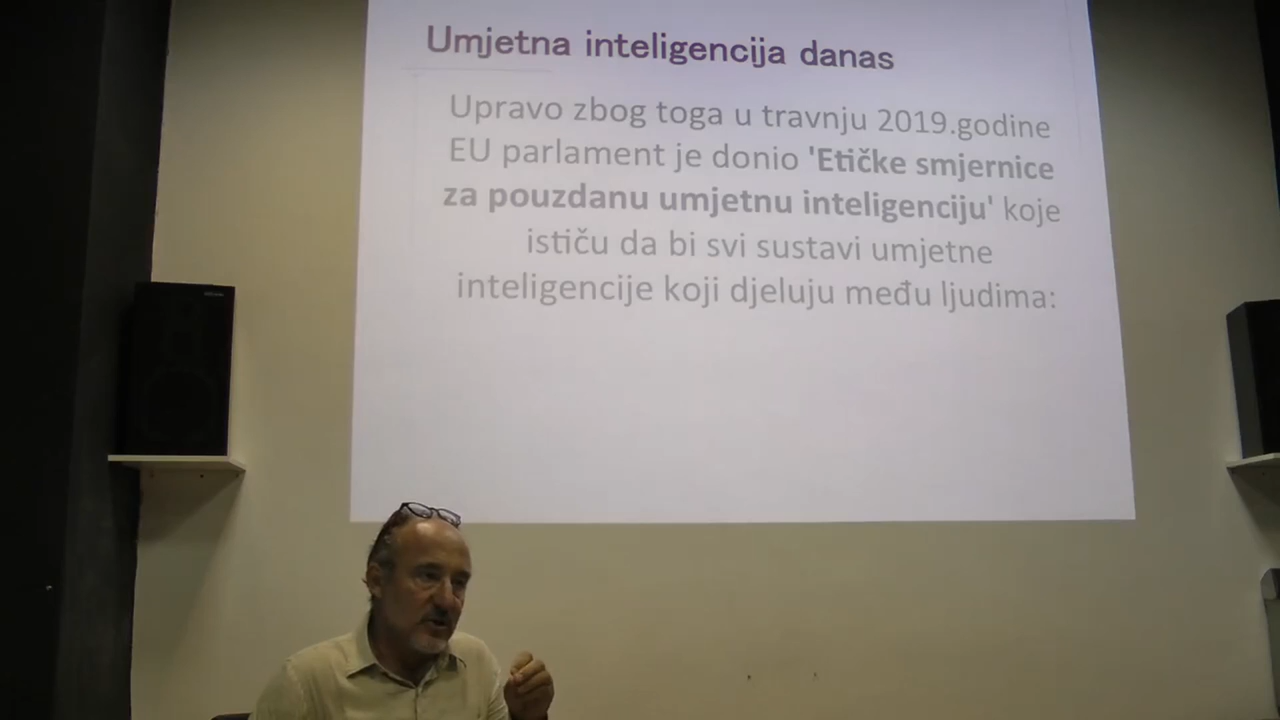 Umjetna inteligencija danas
Upravo zbog toga u travnju 2019.godine
EU parlament je donio 'Etičke smjernice
za pouzdanu umjetnu inteligenciju' koje
ističu da bi svi sustavi umjetne
inteligencije koji djeluju među ljudima: